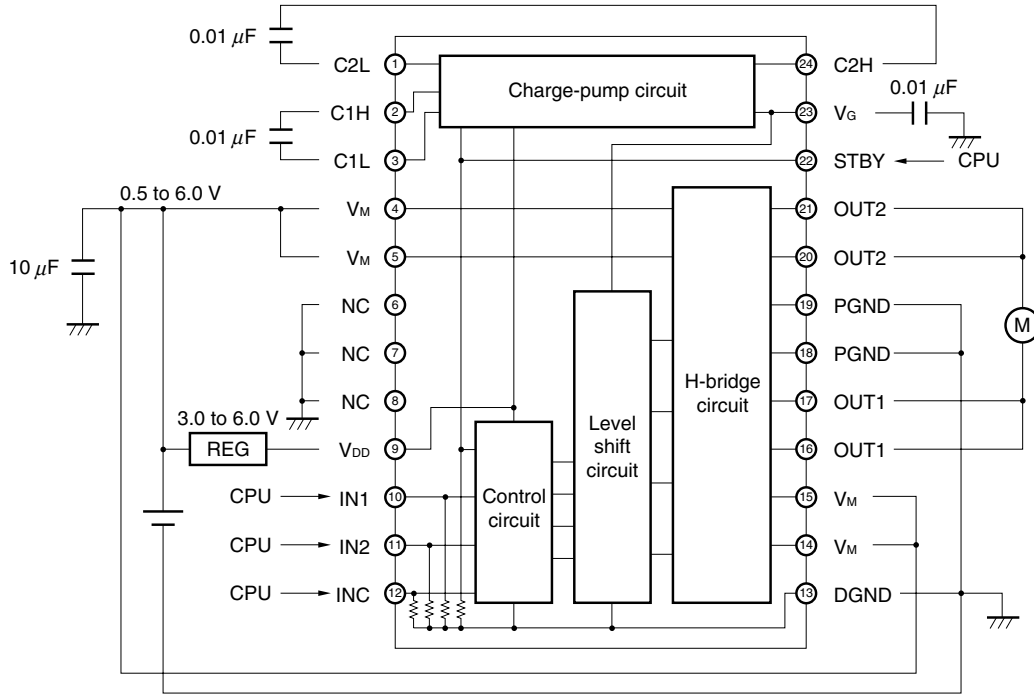 0.01 µF
C2L
1
Charge-pump circuit
24
C2H
0.01 µF
C1H
2
23
VG
0.01 µF
C1L
3
22
STBY
CPU
0.5 to 6.0 V
VM
4
21
OUT2
10 µF
VM
5
20
OUT2
NC
6
19
PGND
M
NC
7
18
PGND
H-bridge
circuit
NC
8
17
OUT1
3.0 to 6.0 V
REG
VDD
9
Level
shift
circuit
16
OUT1
CPU
IN1
10
Control
circuit
15
VM
CPU
IN2
11
14
VM
CPU
INC
12
13
DGND